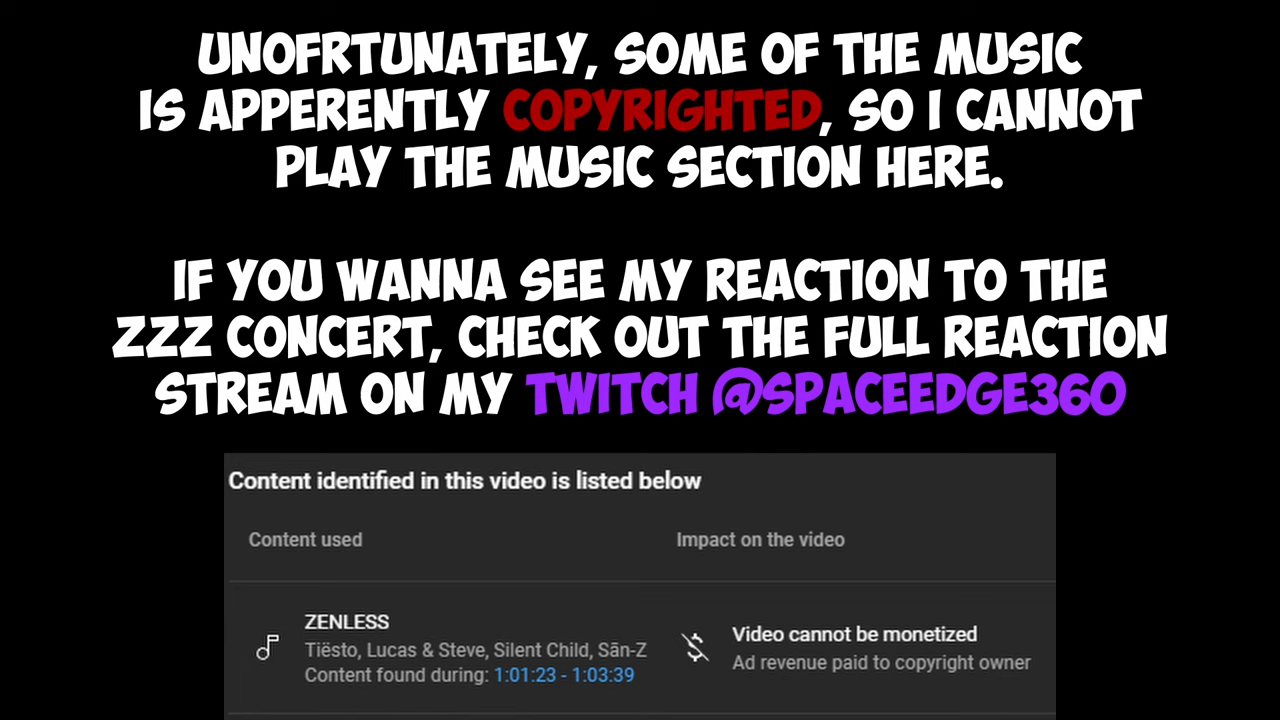 UNOFRTUNATELY, SOME OF THE MUSIC
IS APPERENTLY COPYRIGHTED, SO I CANNOT
PLAY THE MUSIC SECTION HERE.
IF YOU WANNA SEE MY REACTION TO THE
ZZZ CONCERT, CHECK OUT THE FULL REACTION
STREAM ON MY TWITCH @SPACEEDGE360
Content identified in this video is listed below
Content used Impact on the video
ZENLESS
Tiësto, Lucas & Steve, Silent Child, Sān-Z
Content found during: 1:01:23 - 1:03:39
Video cannot be monetized
Ad revenue paid to copyright owner